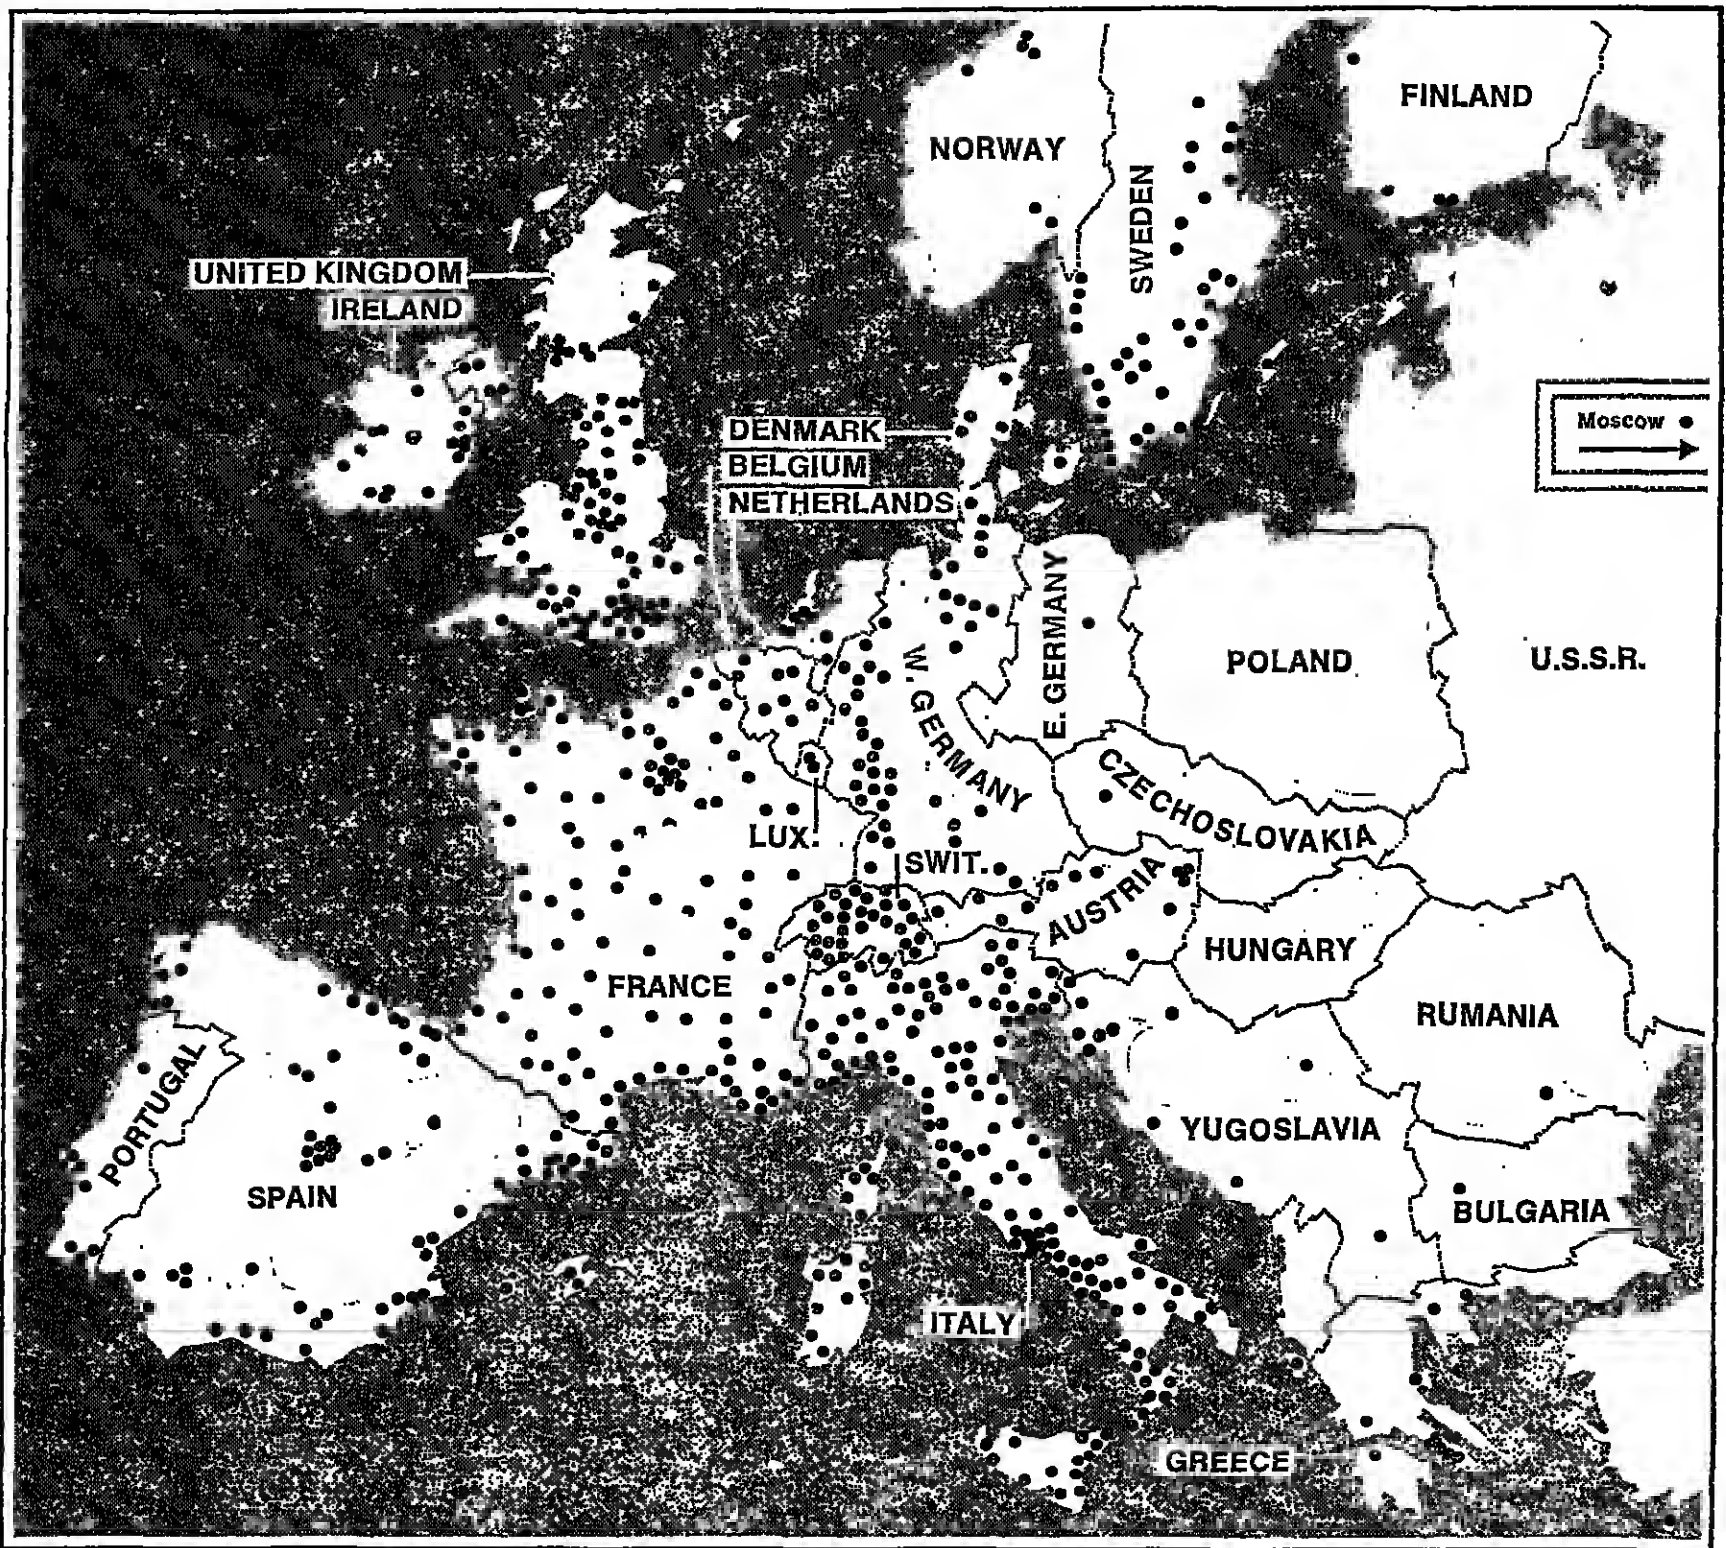 FINLAND
NORWAY
SWEDEN
UNITED KINGDOM
IRELAND
Moscow
DENMARK
BELGIUM
NETHERLANDS
W. GERMANY
E. GERMANY
POLAND
U.S.S.R.
CZECHOSLOVAKIA
LUX.
SWIT.
AUSTRIA
HUNGARY
FRANCE
RUMANIA
PORTUGAL
YUGOSLAVIA
SPAIN
BULGARIA
ITALY
GREECE